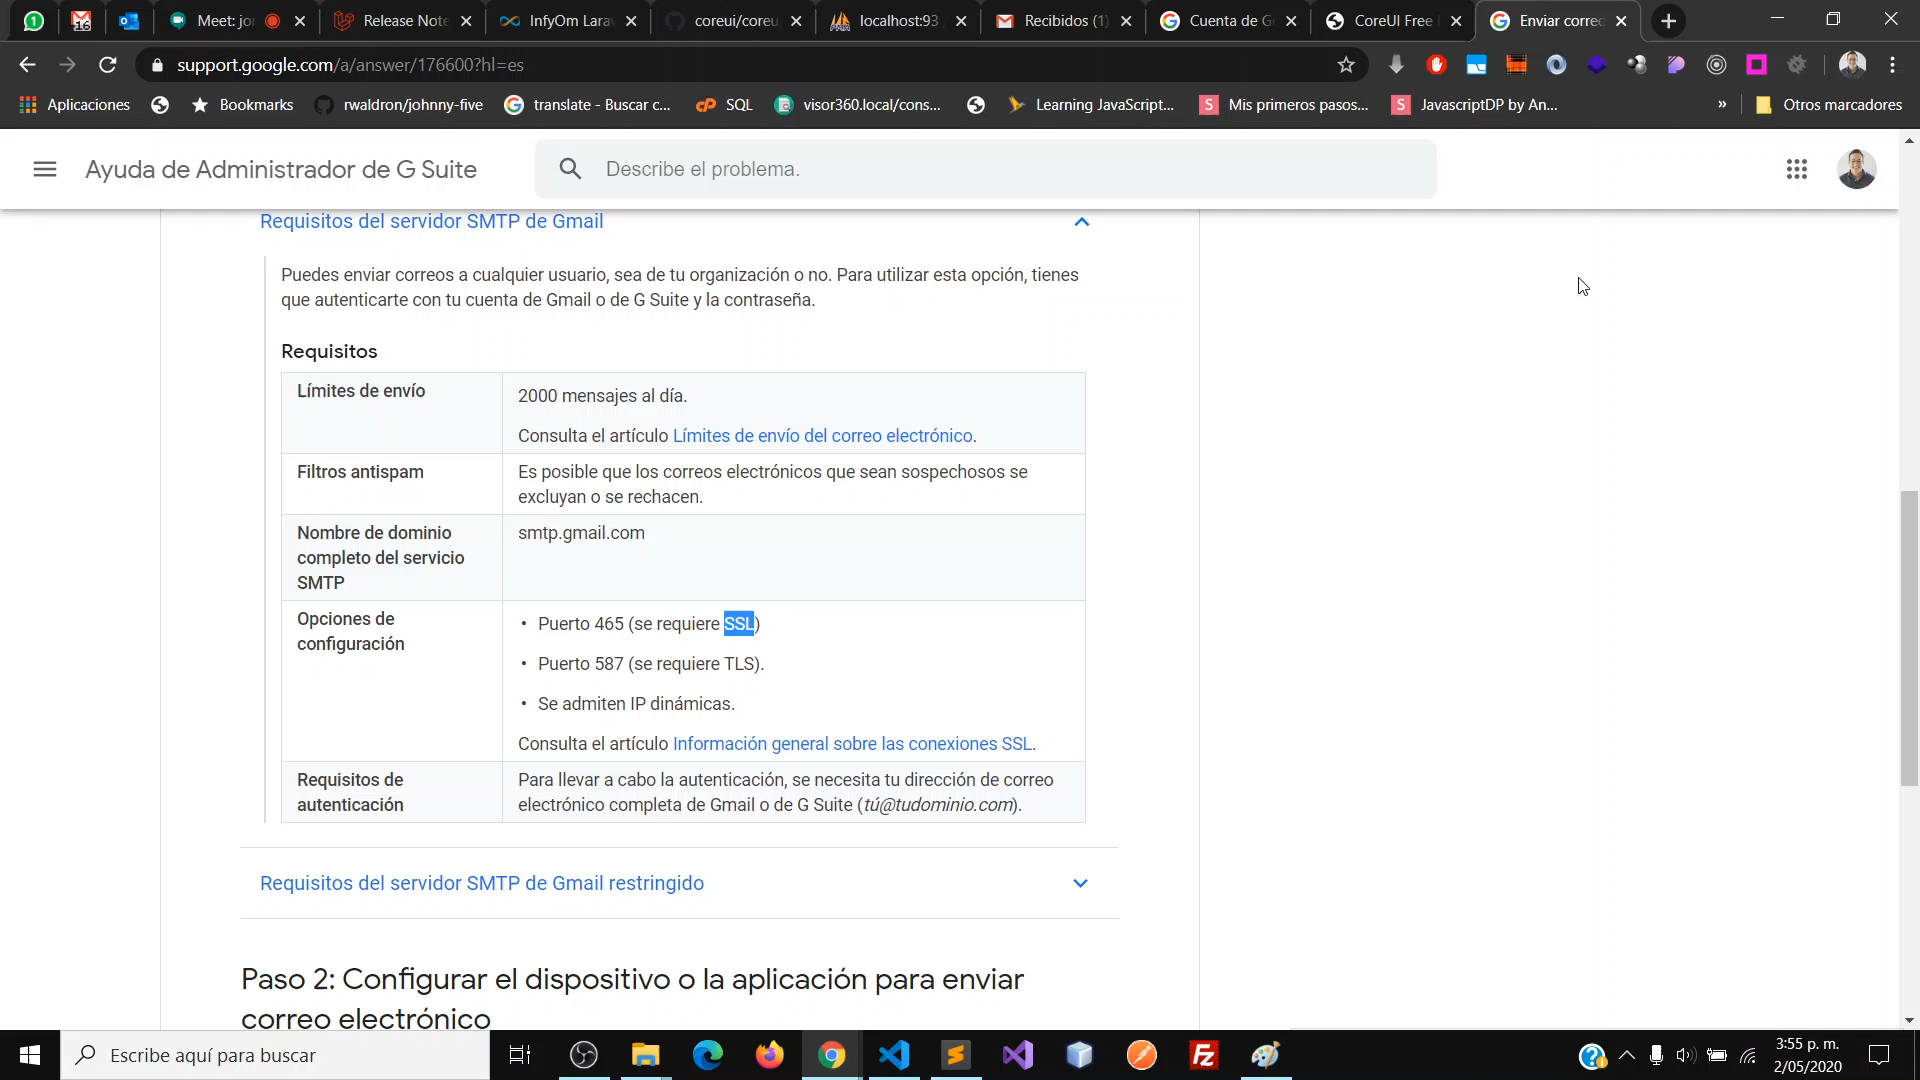 Meet: jor
Release Note
InfyOm Larav
coreui/coreu
localhost:93
Recibidos (1)
Cuenta de G
CoreUI Free
Enviar correo
support.google.com/a/answer/176600?hl=es
Aplicaciones
Bookmarks
rwaldron/johnny-five
translate - Buscar c...
SQL
visor360.local/cons...
Learning JavaScript...
Mis primeros pasos...
JavascriptDP by An...
»
Otros marcadores
Ayuda de Administrador de G Suite
Describe el problema.
Requisitos del servidor SMTP de Gmail
Puedes enviar correos a cualquier usuario, sea de tu organización o no. Para utilizar esta opción, tienes
que autenticarte con tu cuenta de Gmail o de G Suite y la contraseña.
Requisitos
Límites de envío
2000 mensajes al día.
Consulta el artículo Límites de envío del correo electrónico.
Filtros antispam
Es posible que los correos electrónicos que sean sospechosos se
excluyan o se rechacen.
Nombre de dominio
completo del servicio
SMTP
smtp.gmail.com
Opciones de
configuración
• Puerto 465 (se requiere SSL)
• Puerto 587 (se requiere TLS).
• Se admiten IP dinámicas.
Consulta el artículo Información general sobre las conexiones SSL.
Requisitos de
autenticación
Para llevar a cabo la autenticación, se necesita tu dirección de correo
electrónico completa de Gmail o de G Suite (tú@tudominio.com).
Requisitos del servidor SMTP de Gmail restringido
Paso 2: Configurar el dispositivo o la aplicación para enviar
correo electrónico
Escribe aquí para buscar
3:55 p. m.
2/05/2020